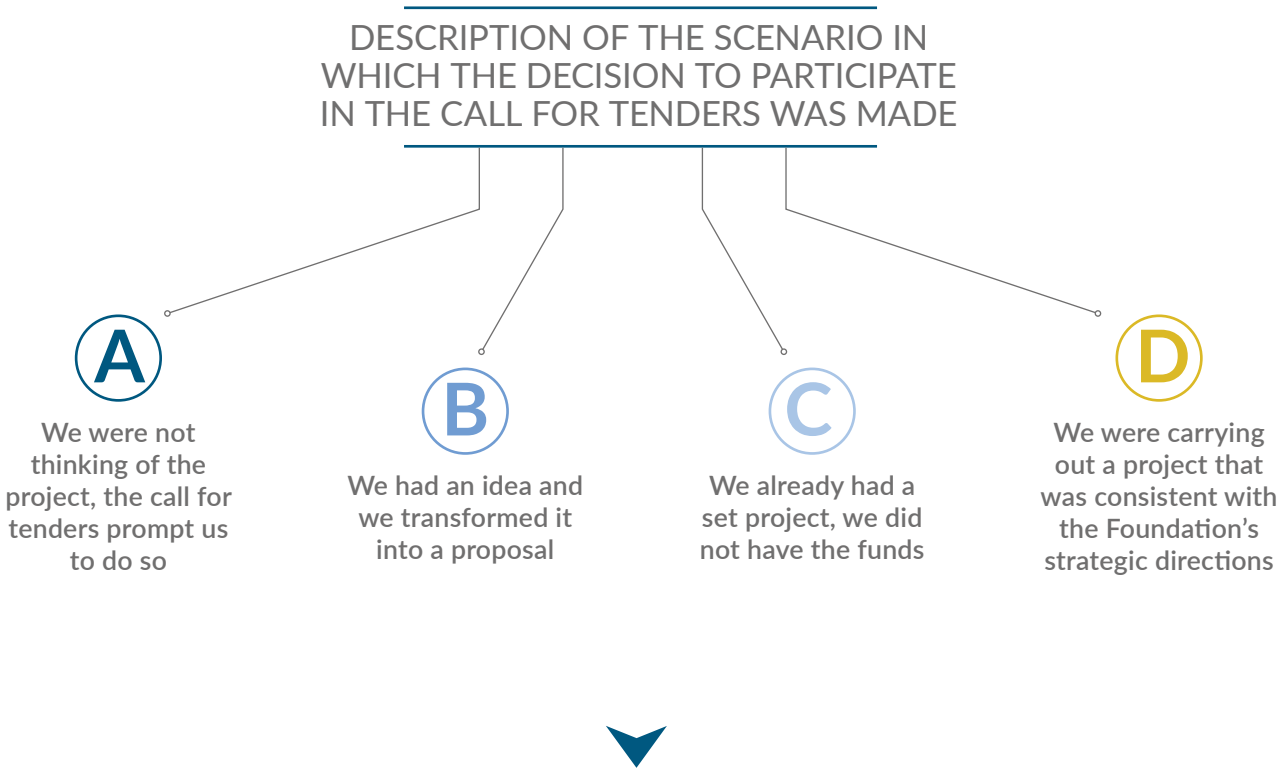 DESCRIPTION OF THE SCENARIO IN
WHICH THE DECISION TO PARTICIPATE
IN THE CALL FOR TENDERS WAS MADE
A
We were not
thinking of the
project, the call for
tenders prompt us
to do so
B
We had an idea and
we transformed it
into a proposal
C
We already had a
set project, we did
not have the funds
D
We were carrying
out a project that
was consistent with
the Foundation’s
strategic directions